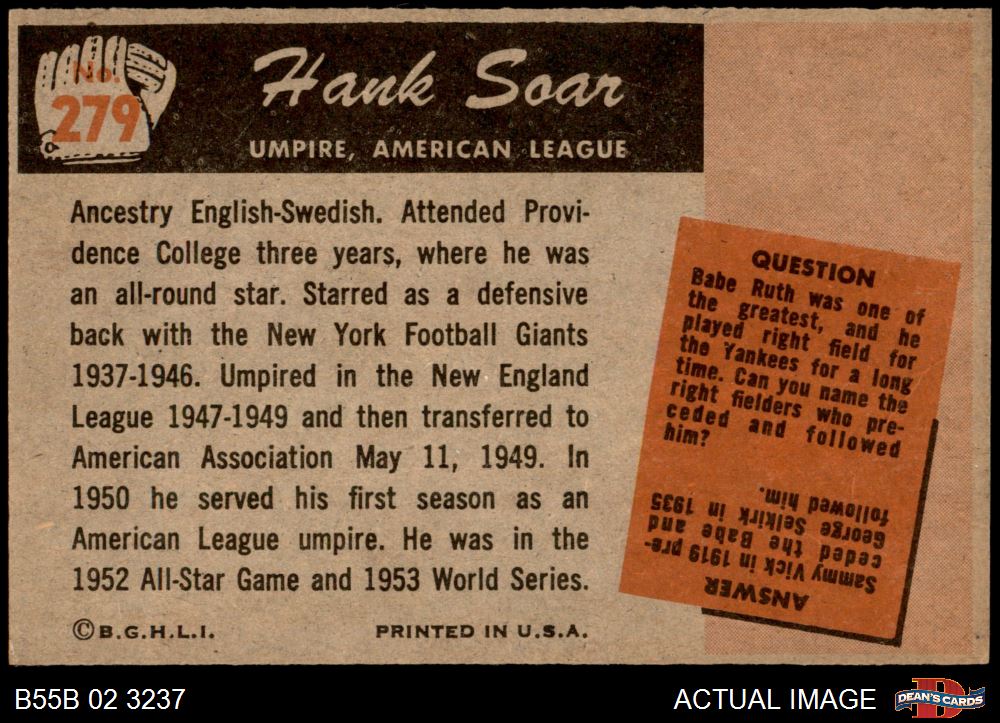 No.
279
Hank Soar
UMPIRE, AMERICAN LEAGUE
Ancestry English-Swedish. Attended Provi-
dence College three years, where he was
an all-round star. Starred as a defensive
back with the New York Football Giants
1937-1946. Umpired in the New England
League 1947-1949 and then transferred to
American Association May 11, 1949. In
1950 he served his first season as an
American League umpire. He was in the
1952 All-Star Game and 1953 World Series.
©B.G.H.L.I.
PRINTED IN U.S.A.
QUESTION
Babe Ruth was one of
the greatest, and he
played right field for
the Yankees for a long
time. Can you name the
right fielders who pre-
ceded and followed
him?
ANSWER
Sammy Vick in 1919 pre-
ceded the Babe and
George Selkirk in 1935
followed him.
B55B 02 3237
ACTUAL IMAGE
D
DEAN'S CARDS